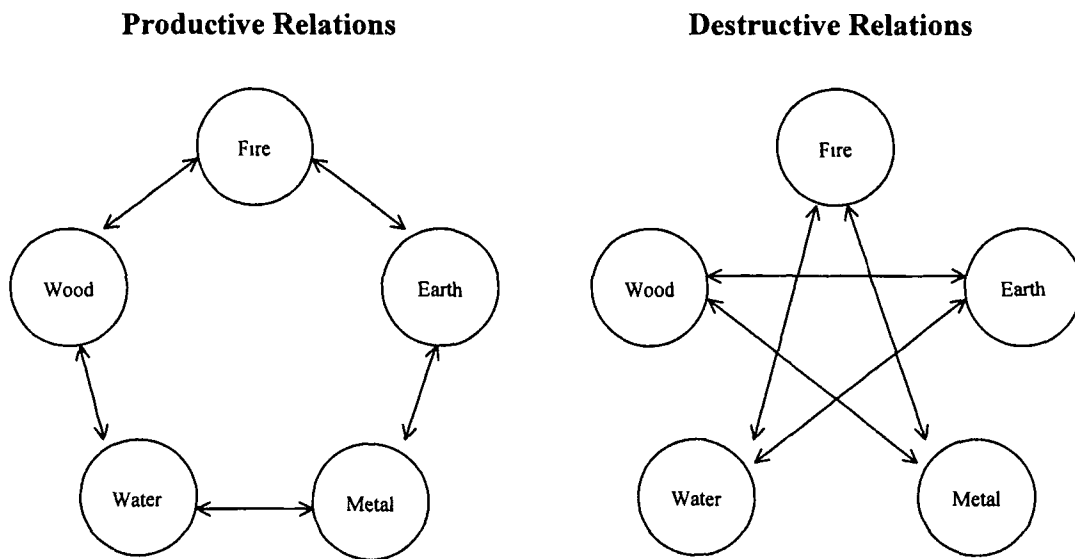 Productive Relations
Fire
Wood
Earth
Water
Metal
Destructive Relations
Fire
Wood
Earth
Water
Metal